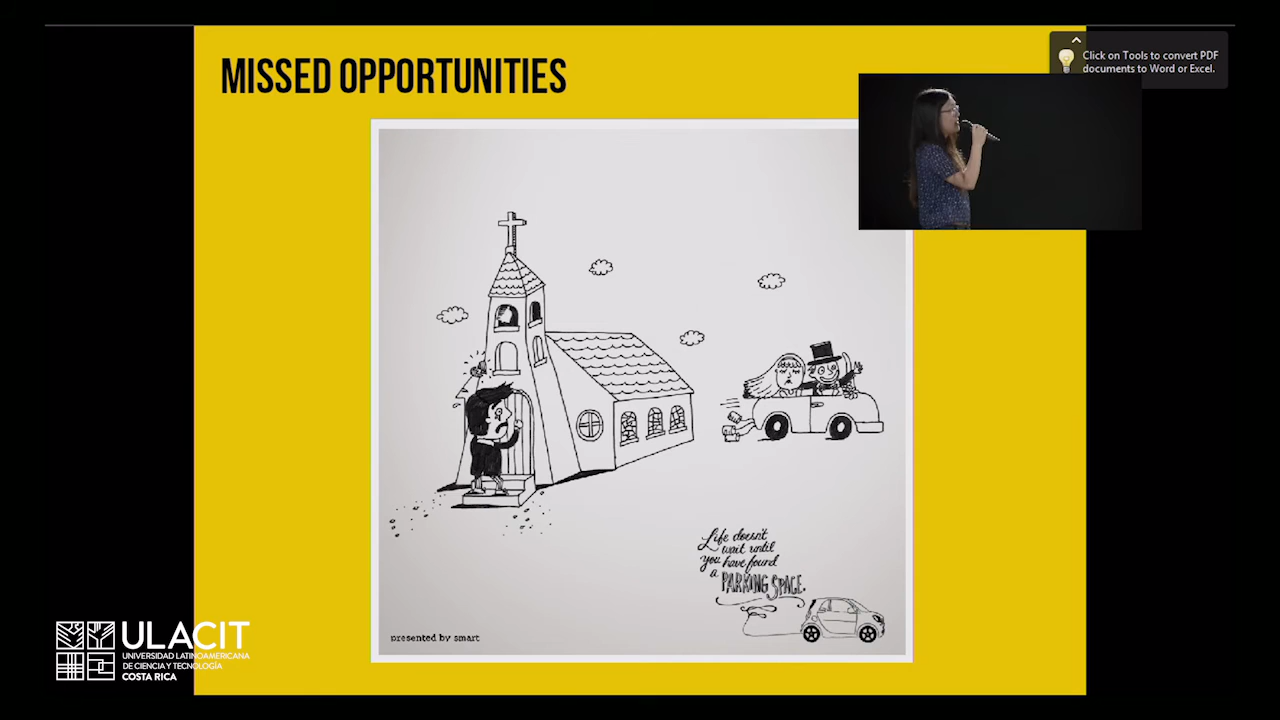 MISSED OPPORTUNITIES
Click on Tools to convert PDF
documents to Word or Excel.
Life doesn't
wait until
you have found
a PARKING SPACE.
presented by smart
ULACIT
UNIVERSIDAD LATINOAMERICANA
DE CIENCIA Y TECNOLOGÍA
COSTA RICA